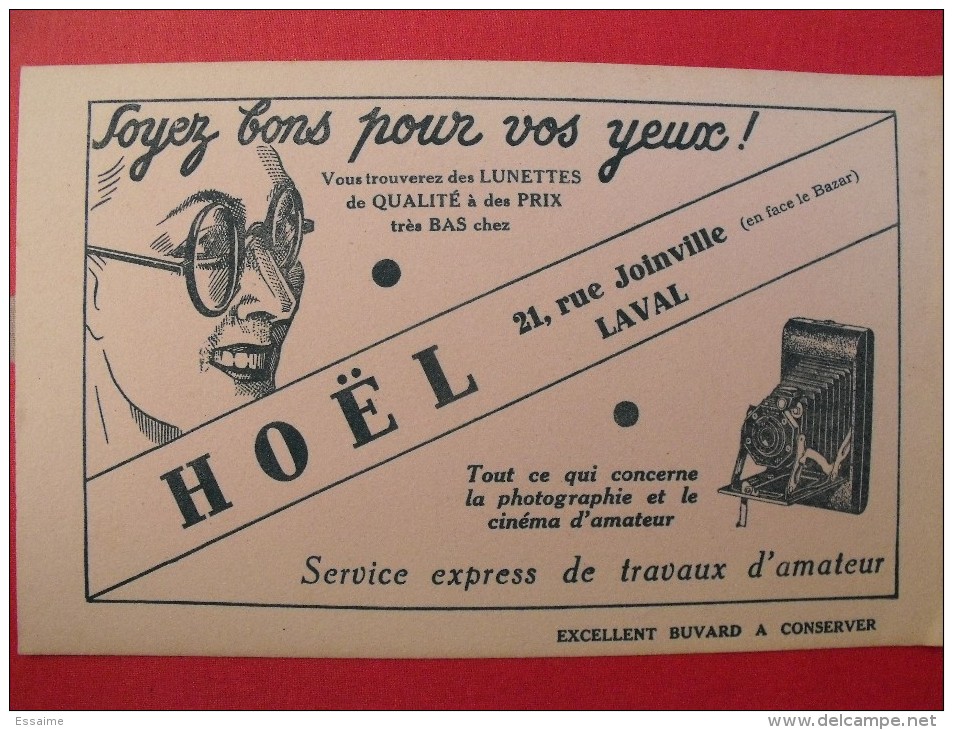 Soyez bons pour vos yeux !
Vous trouverez des LUNETTES
de QUALITÉ à des PRIX
très BAS chez
HOËL
21, rue Joinville (en face le Bazar)
LAVAL
Tout ce qui concerne
la photographie et le
cinéma d'amateur
Service express de travaux d'amateur
EXCELLENT BUVARD A CONSERVER
Essaime
www.delcampe.net